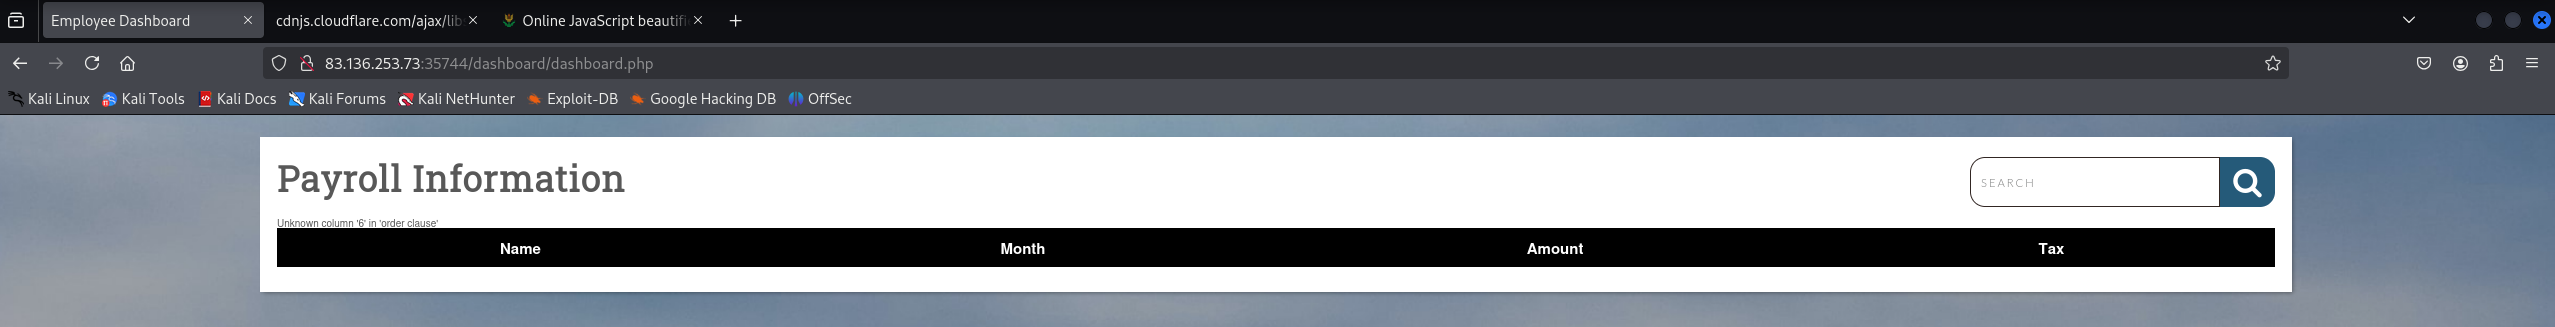 Employee Dashboard
cdnjs.cloudflare.com/ajax/lib
Online JavaScript beautifi
83.136.253.73:35744/dashboard/dashboard.php
Kali Linux Kali Tools Kali Docs Kali Forums Kali NetHunter Exploit-DB Google Hacking DB OffSec
Payroll Information
SEARCH
Unknown column '6' in 'order clause'
Name Month Amount Tax